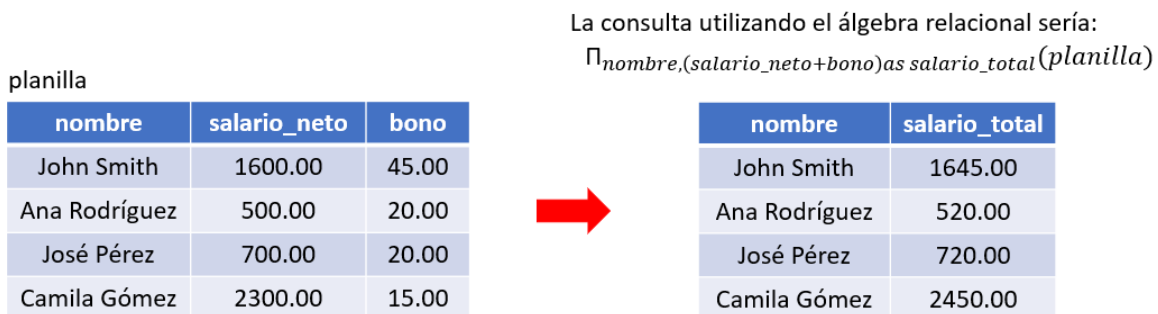 La consulta utilizando el álgebra relacional sería:
Π nombre,(salario_neto+bono)as salario_total (planilla)
planilla
nombre salario_neto bono
John Smith 1600.00 45.00
Ana Rodríguez 500.00 20.00
José Pérez 700.00 20.00
Camila Gómez 2300.00 15.00
nombre salario_total
John Smith 1645.00
Ana Rodríguez 520.00
José Pérez 720.00
Camila Gómez 2450.00